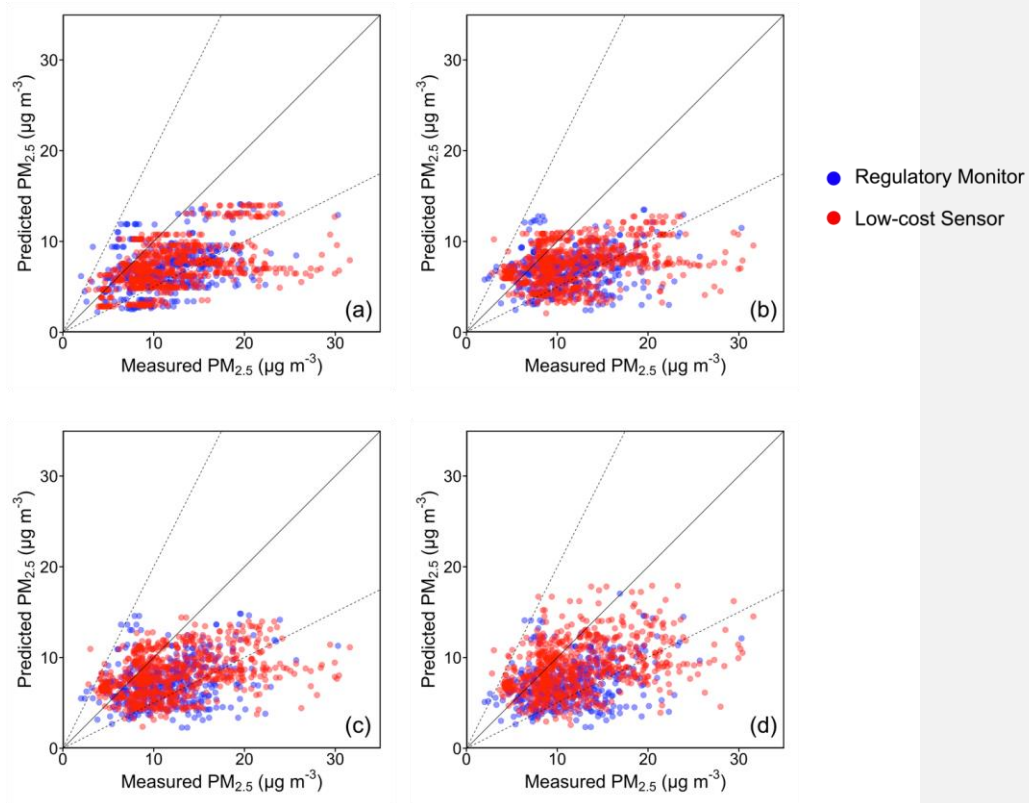 30
20
10
0
Predicted PM2.5 (µg m-3)
(a)
0 10 20 30
Measured PM2.5 (µg m-3)
30
20
10
0
Predicted PM2.5 (µg m-3)
(b)
0 10 20 30
Measured PM2.5 (µg m-3)
Regulatory Monitor
Low-cost Sensor
30
20
10
0
Predicted PM2.5 (µg m-3)
(c)
0 10 20 30
Measured PM2.5 (µg m-3)
30
20
10
0
Predicted PM2.5 (µg m-3)
(d)
0 10 20 30
Measured PM2.5 (µg m-3)